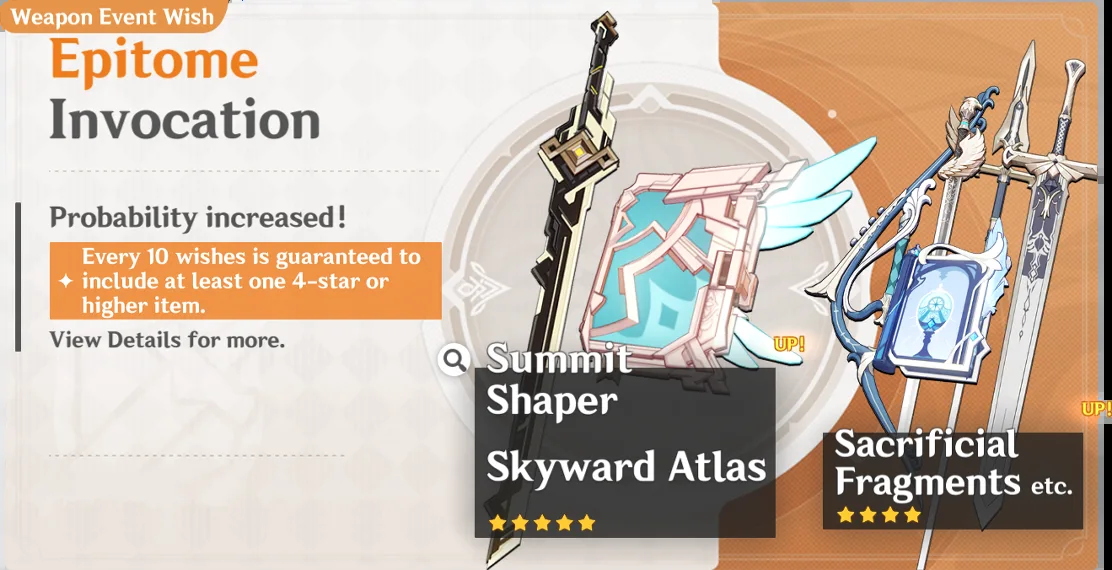 Weapon Event Wish
Epitome
Invocation
Probability increased!
Every 10 wishes is guaranteed to
include at least one 4-star or
higher item.
View Details for more.
UP!
Summit
Shaper
Skyward Atlas
UP!
Sacrificial
Fragments etc.